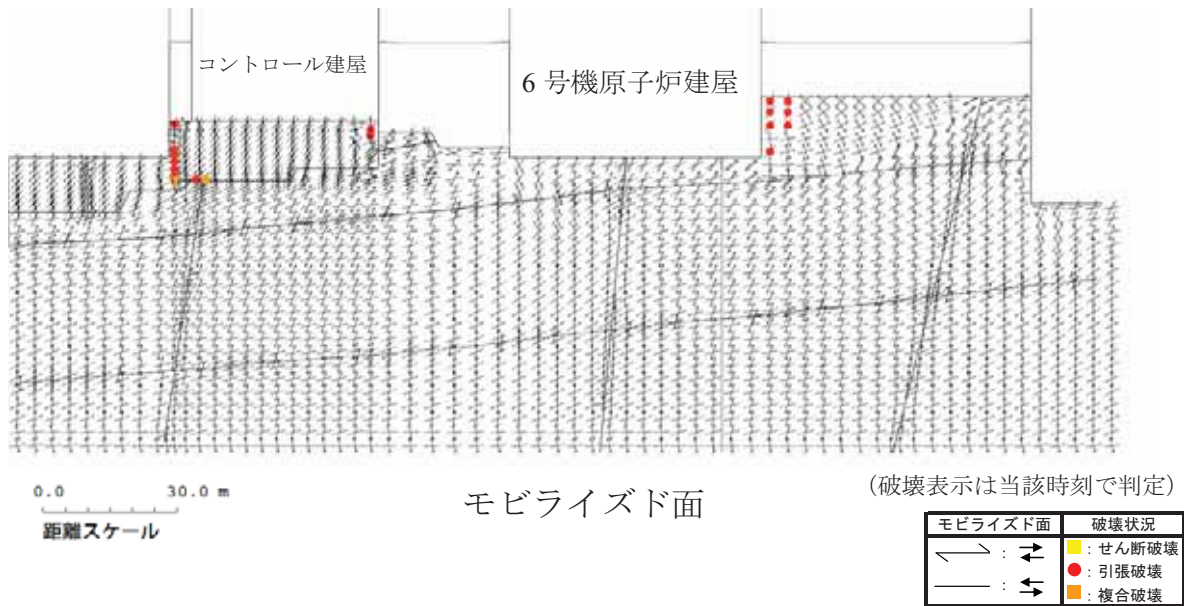 コントロール建屋
6 号機原子炉建屋
0.0 30.0 m
距離スケール
モビライズド面
(破壊表示は当該時刻で判定)
モビライズド面 破壊状況
: : せん断破壊
: 引張破壊
: : 複合破壊